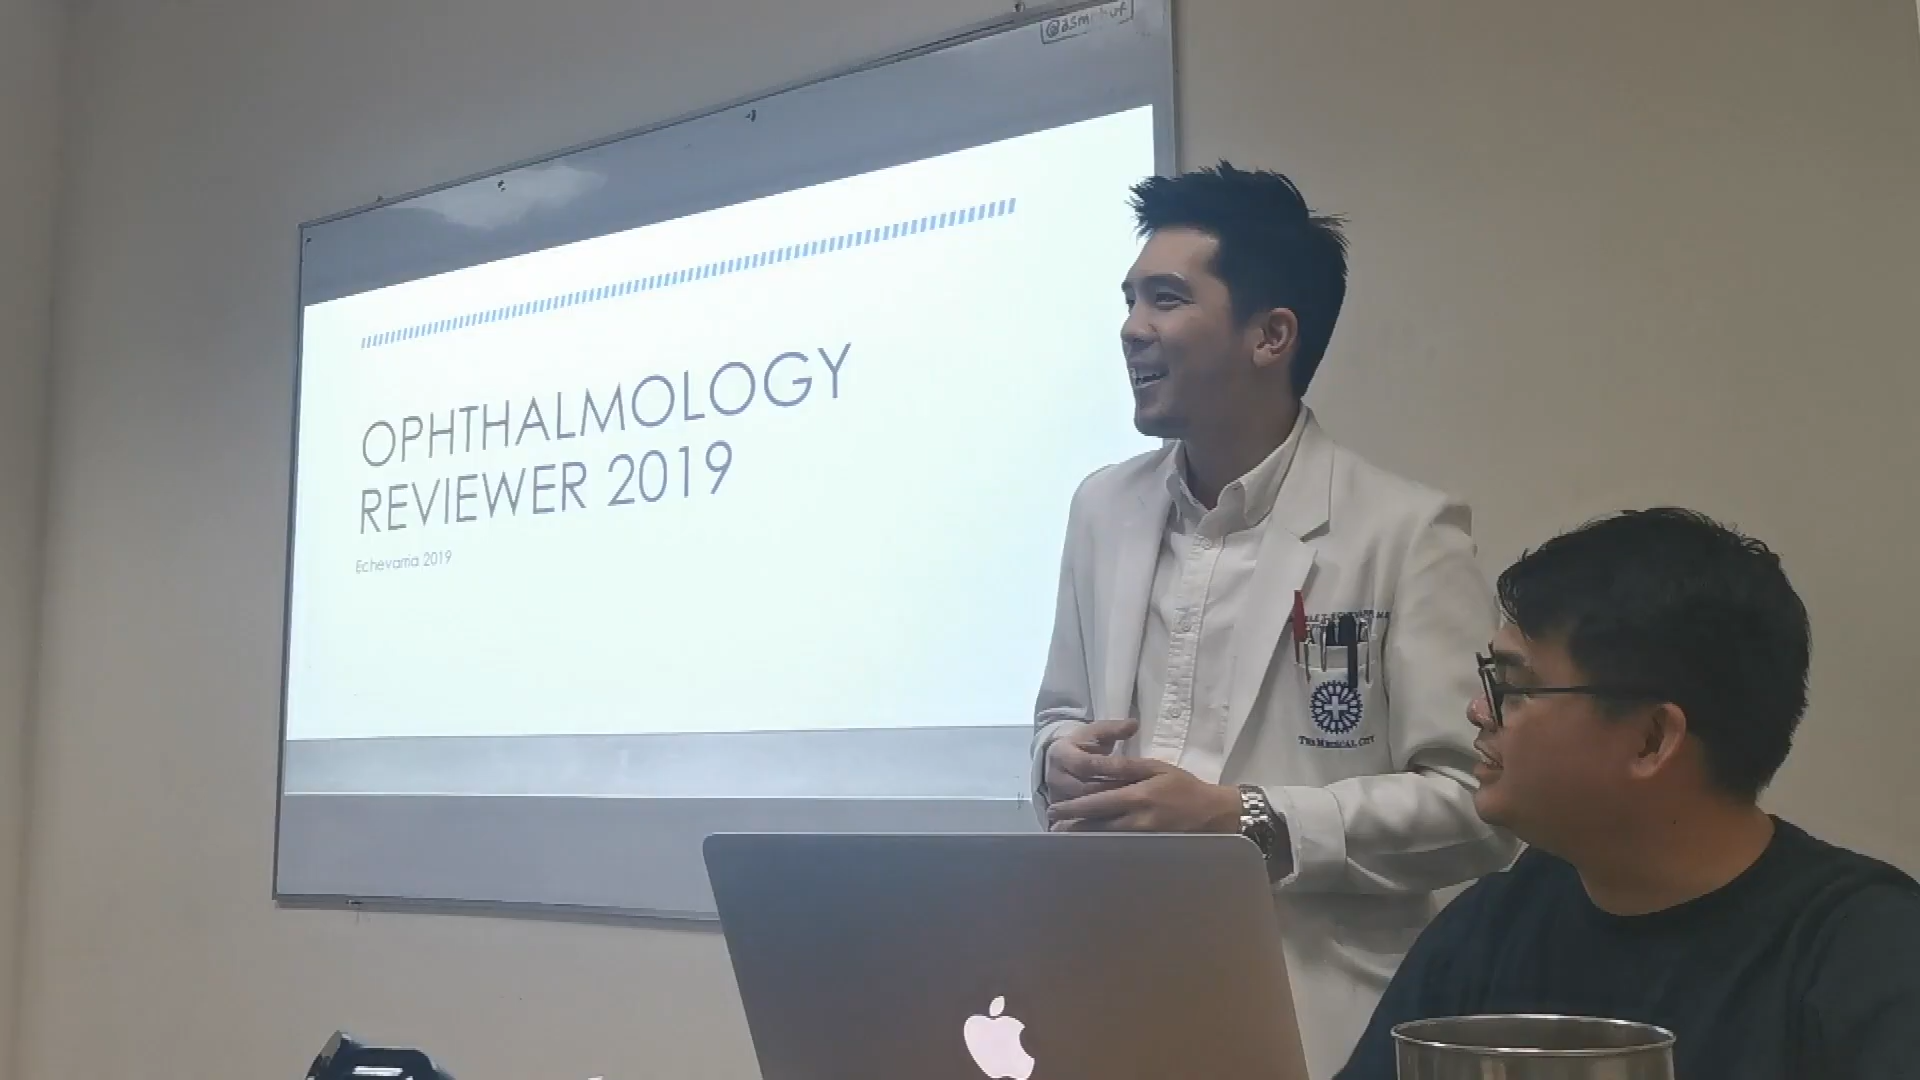 OPHTHALMOLOGY
REVIEWER 2019
Echevarria 2019
THE MEDICAL CITY